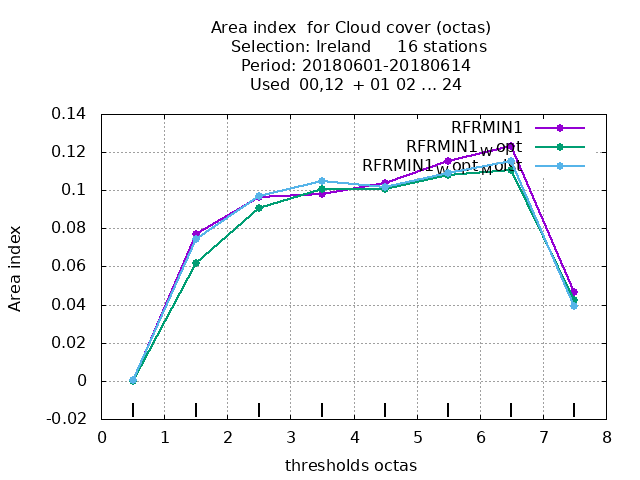 Area index  for Cloud cover (octas)
Selection: Ireland     16 stations
Period: 20180601-20180614
Used  00,12  + 01 02 ... 24
RFRMIN1
RFRMIN1wopt
RFRMIN1woptMoist
0.14
0.12
0.1
0.08
0.06
0.04
0.02
0
-0.02
Area index
0 1 2 3 4 5 6 7 8
thresholds octas